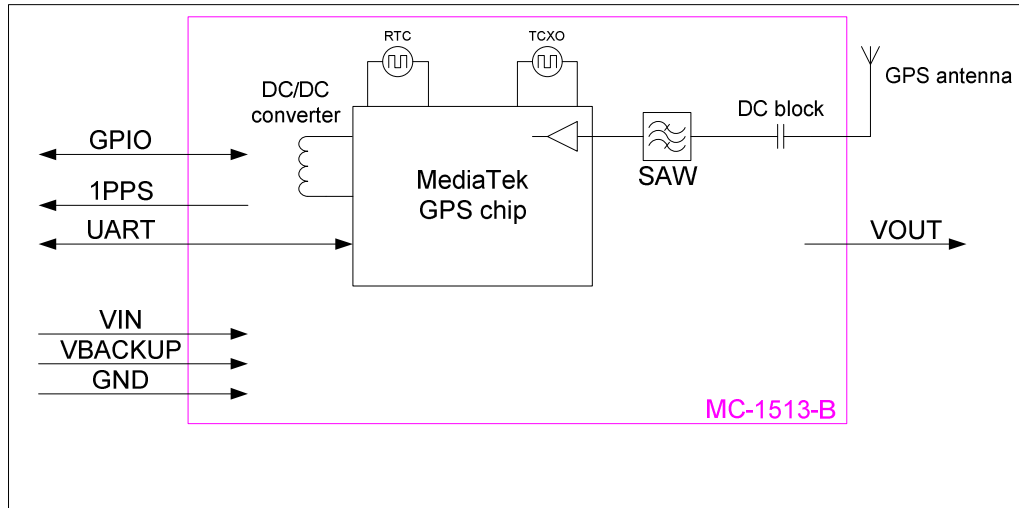 RTC
TCXO
GPS antenna
DC/DC
converter
DC block
GPIO
SAW
MediaTek
GPS chip
1PPS
UART
VOUT
VIN
VBACKUP
GND
MC-1513-B